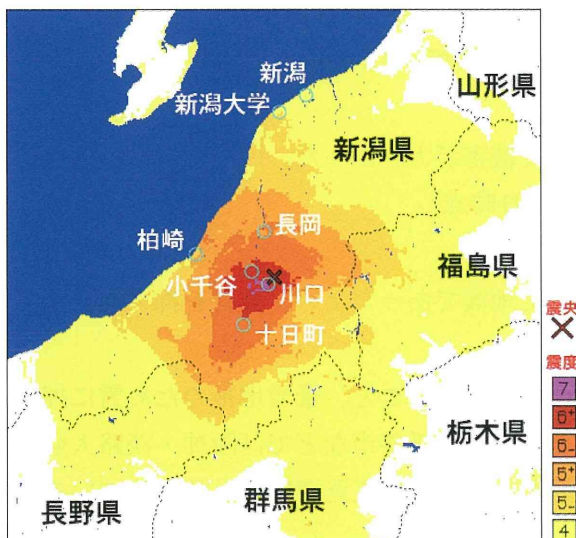 新潟
新潟大学
山形県
新潟県
長岡
柏崎
福島県
小千谷
川口
十日町
栃木県
群馬県
長野県
震央
震度
7
6+
6-
5+
5-
4